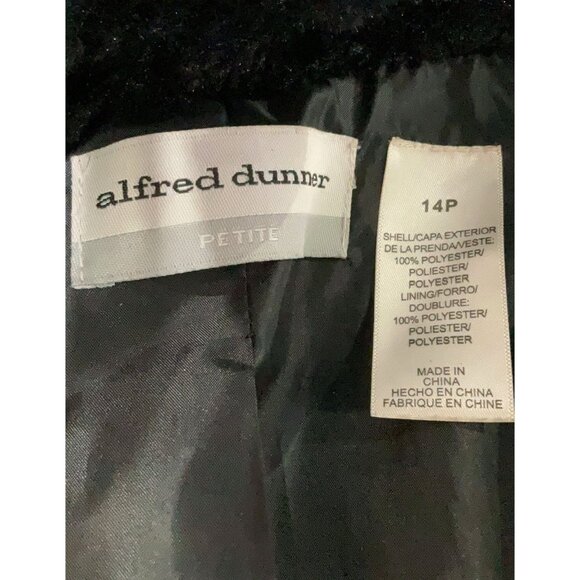 alfred dunner
PETITE
14P
SHELL/CAPA EXTERIOR
DE LA PRENDA/VESTE:
100% POLYESTER/
POLIESTER/
POLYESTER
LINING/FORRO/
DOUBLURE:
100% POLYESTER/
POLIESTER/
POLYESTER
MADE IN
CHINA
HECHO EN CHINA
FABRIQUE EN CHINE